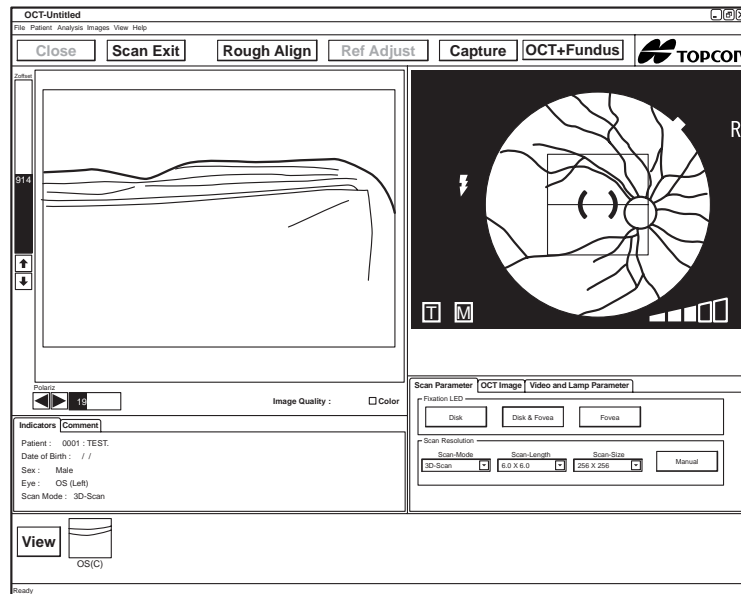 OCT-Untitled
File Patient Analysis Images View Help
Close Scan Exit Rough Align Ref Adjust Capture OCT+Fundus TOPCON
Zoffset
914
R
T M
Polariz
19
Image Quality :
Color
Scan Parameter OCT Image Video and Lamp Parameter
Fixation LED
Disk Disk & Fovea Fovea
Scan Resolution
Scan-Mode Scan-Length Scan-Size
3D-Scan 6.0 X 6.0 256 X 256 Manual
Indicators Comment
Patient : 0001 : TEST.
Date of Birth : / /
Sex : Male
Eye : OS (Left)
Scan Mode : 3D-Scan
View
OS(C)
Ready